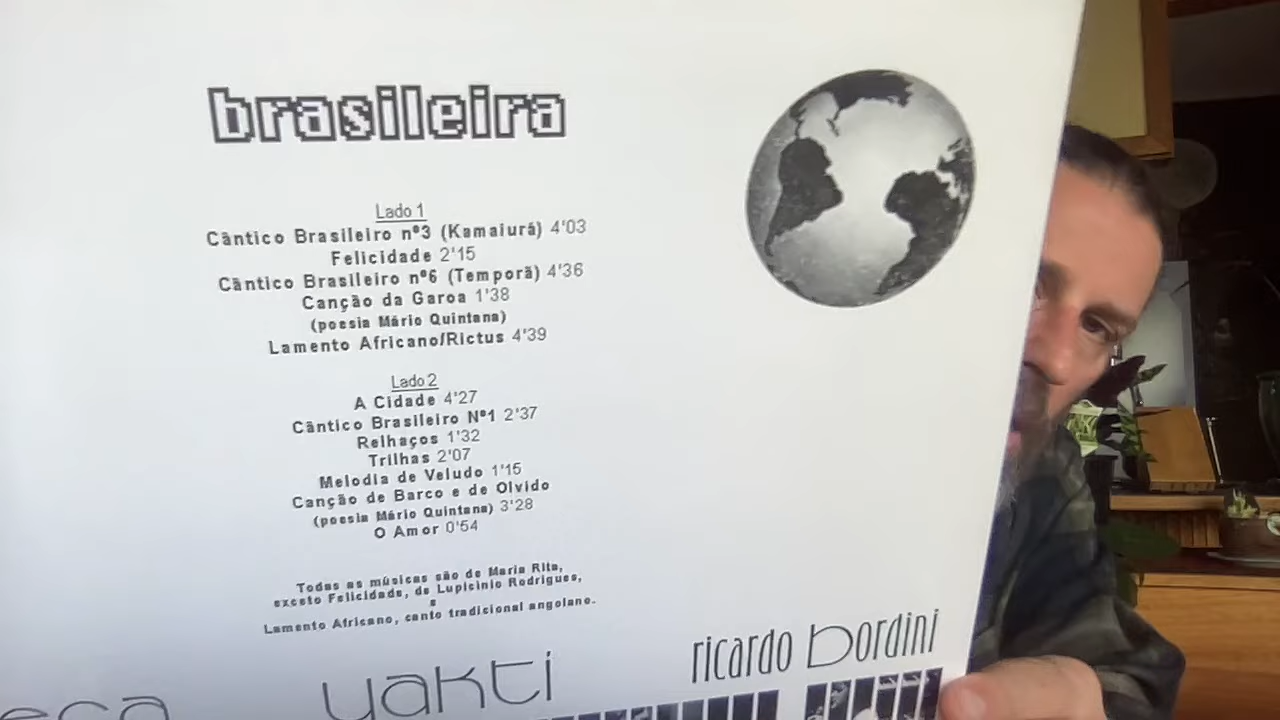 brasileira
Lado 1
Cântico Brasileiro nº3 (Kamaiurá) 4'03
Felicidade 2'15
Cântico Brasileiro nº6 (Temporã) 4'36
Canção da Garoa 1'38
(poesia Mário Quintana)
Lamento Africano/Rictus 4'39
Lado 2
A Cidade 4'27
Cântico Brasileiro Nº1 2'37
Relhaços 1'32
Trilhas 2'07
Melodia de Veludo 1'15
Canção de Barco e de Olvido
(poesia Mário Quintana) 3'28
O Amor 0'54
Todas as músicas são de Maria Rita,
exceto Felicidade, de Lupicinio Rodrigues,
e
Lamento Africano, canto tradicional angolano.
ricardo bordini
yakti